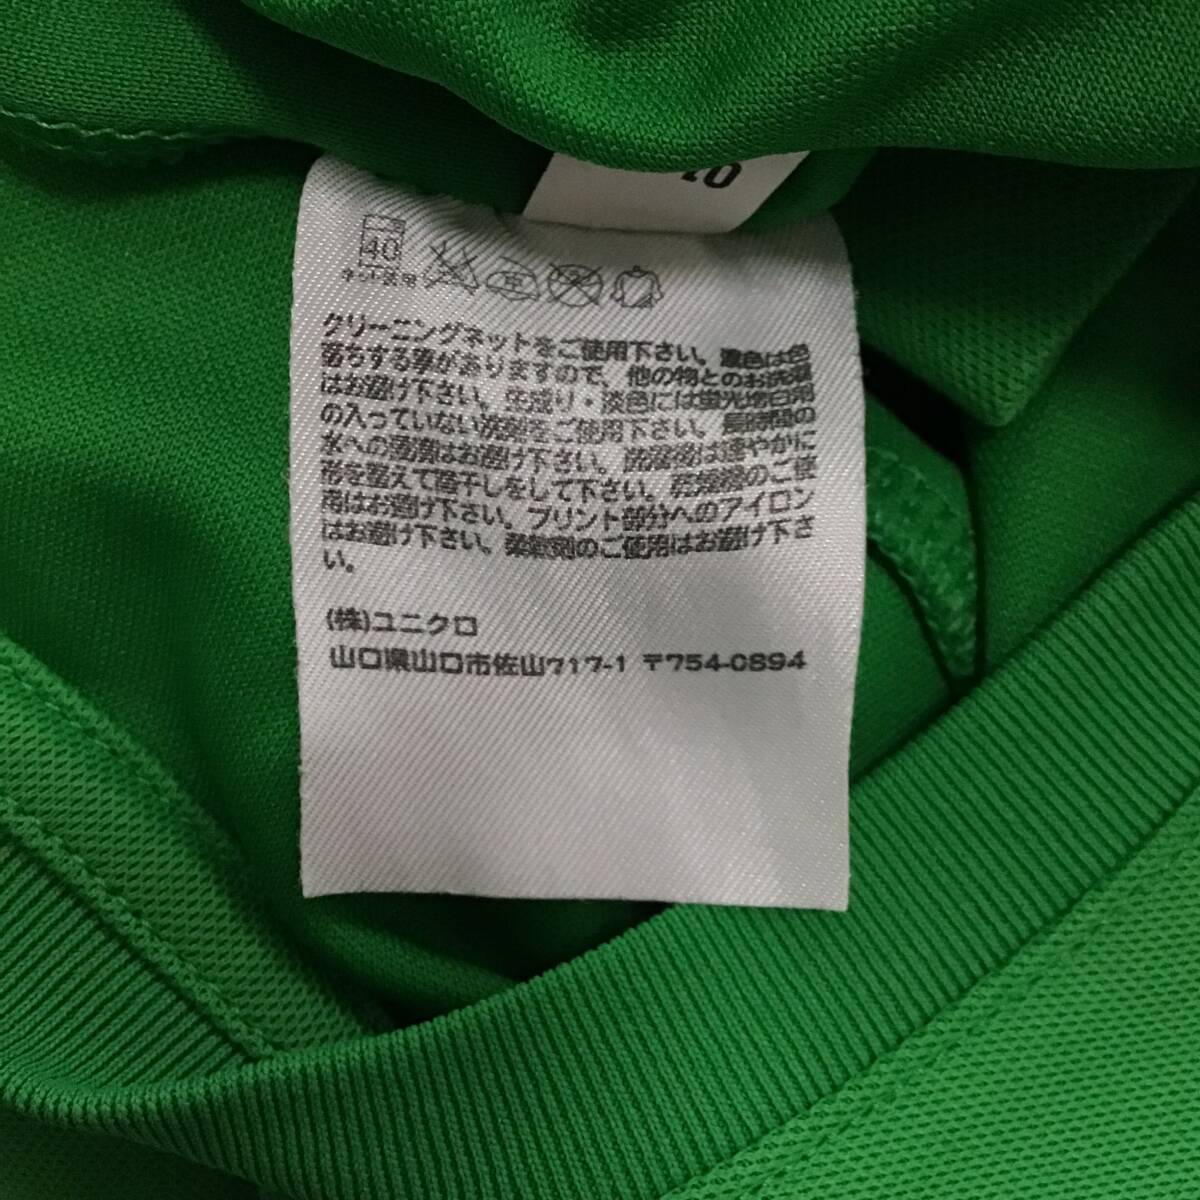 10
40
ネット使用
中
クリーニングネットをご使用下さい。濃色は色
落ちする事がありますので、他の物とのお洗濯
はお避け下さい。生成り・淡色には蛍光増白剤
の入っていない洗剤をご使用下さい。長時間の
水への浸漬はお避け下さい。洗濯後は速やかに
形を整えて陰干しをして下さい。乾燥機のご使
用はお避け下さい。プリント部分へのアイロン
はお避け下さい。柔軟剤のご使用はお避け下さ
い。
(株)ユニクロ
山口県山口市佐山717-1 〒754-0894